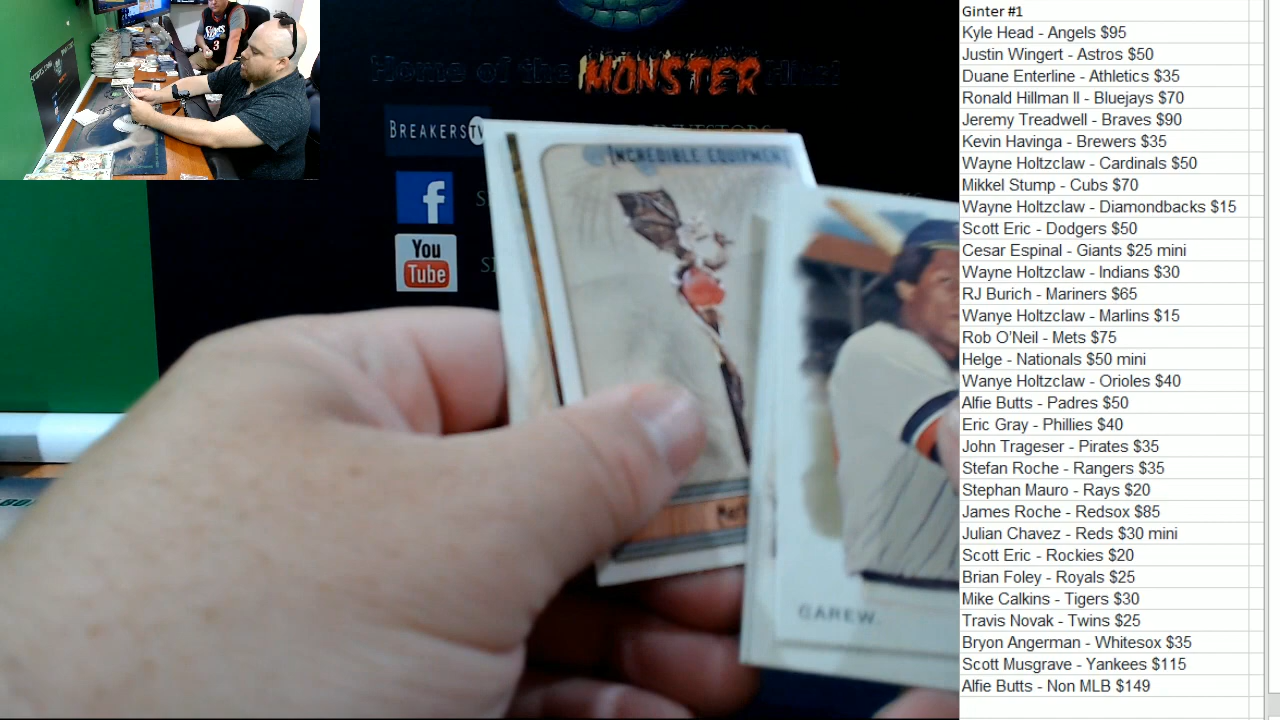 Home of the MONSTER Hits!
BREAKERSTV
INVESTORS
f
You
Tube
INCREDIBLE EQUIPMENT
GAREW
Ginter #1
Kyle Head - Angels $95
Justin Wingert - Astros $50
Duane Enterline - Athletics $35
Ronald Hillman ll - Bluejays $70
Jeremy Treadwell - Braves $90
Kevin Havinga - Brewers $35
Wayne Holtzclaw - Cardinals $50
Mikkel Stump - Cubs $70
Wayne Holtzclaw - Diamondbacks $15
Scott Eric - Dodgers $50
Cesar Espinal - Giants $25 mini
Wayne Holtzclaw - Indians $30
RJ Burich - Mariners $65
Wanye Holtzclaw - Marlins $15
Rob O'Neil - Mets $75
Helge - Nationals $50 mini
Wanye Holtzclaw - Orioles $40
Alfie Butts - Padres $50
Eric Gray - Phillies $40
John Trageser - Pirates $35
Stefan Roche - Rangers $35
Stephan Mauro - Rays $20
James Roche - Redsox $85
Julian Chavez - Reds $30 mini
Scott Eric - Rockies $20
Brian Foley - Royals $25
Mike Calkins - Tigers $30
Travis Novak - Twins $25
Bryon Angerman - Whitesox $35
Scott Musgrave - Yankees $115
Alfie Butts - Non MLB $149